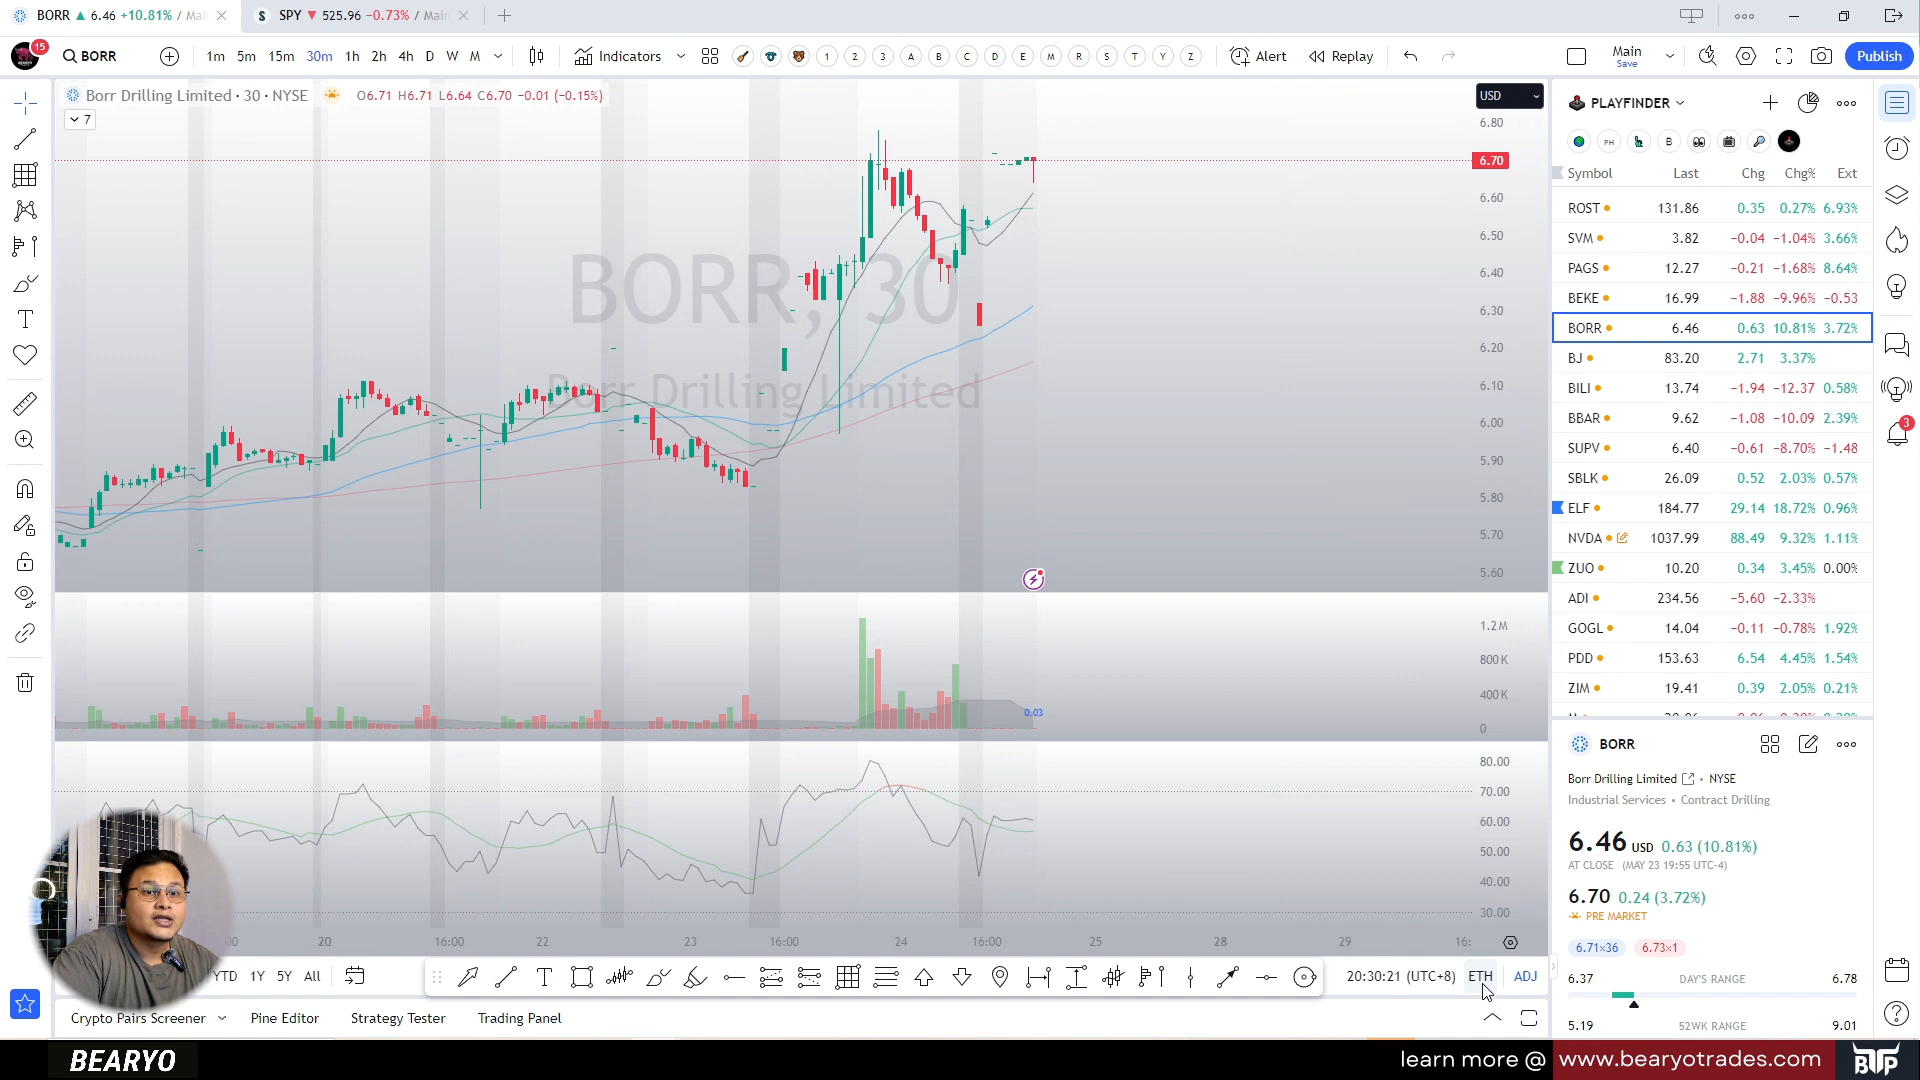 BORR ▲ 6.46 +10.81% / Mai
SPY ▼ 525.96 −0.73% / Main
15
BORR
1m 5m 15m 30m 1h 2h 4h D W M
Indicators
1 2 3 A B C D E M R S T Y Z
Alert
Replay
Main
Save
Publish
Borr Drilling Limited · 30 · NYSE
O6.71 H6.71 L6.64 C6.70 −0.01 (−0.15%)
7
USD
BORR, 30
Borr Drilling Limited
6.80
6.70
6.60
6.50
6.40
6.30
6.20
6.10
6.00
5.90
5.80
5.70
5.60
1.2M
800K
400K
0
0.03
80.00
70.00
60.00
50.00
40.00
30.00
20 16:00 22 23 16:00 24 16:00 25 28 29 16:
YTD 1Y 5Y All
20:30:21 (UTC+8)
ETH
ADJ
Crypto Pairs Screener
Pine Editor
Strategy Tester
Trading Panel
PLAYFINDER
PH
B
Symbol Last Chg Chg% Ext
ROST 131.86 0.35 0.27% 6.93%
SVM 3.82 −0.04 −1.04% 3.66%
PAGS 12.27 −0.21 −1.68% 8.64%
BEKE 16.99 −1.88 −9.96% −0.53
BORR 6.46 0.63 10.81% 3.72%
BJ 83.20 2.71 3.37%
BILI 13.74 −1.94 −12.37 0.58%
BBAR 9.62 −1.08 −10.09 2.39%
SUPV 6.40 −0.61 −8.70% −1.48
SBLK 26.09 0.52 2.03% 0.57%
ELF 184.77 29.14 18.72% 0.96%
NVDA 1037.99 88.49 9.32% 1.11%
ZUO 10.20 0.34 3.45% 0.00%
ADI 234.56 −5.60 −2.33%
GOGL 14.04 −0.11 −0.78% 1.92%
PDD 153.63 6.54 4.45% 1.54%
ZIM 19.41 0.39 2.05% 0.21%
3
BORR
Borr Drilling Limited • NYSE
Industrial Services • Contract Drilling
6.46 USD 0.63 (10.81%)
AT CLOSE (MAY 23 19:55 UTC-4)
6.70 0.24 (3.72%)
PRE MARKET
6.71×36 6.73×1
6.37 DAY'S RANGE 6.78
5.19 52WK RANGE 9.01
BEARYO
learn more @ www.bearyotrades.com
BTP